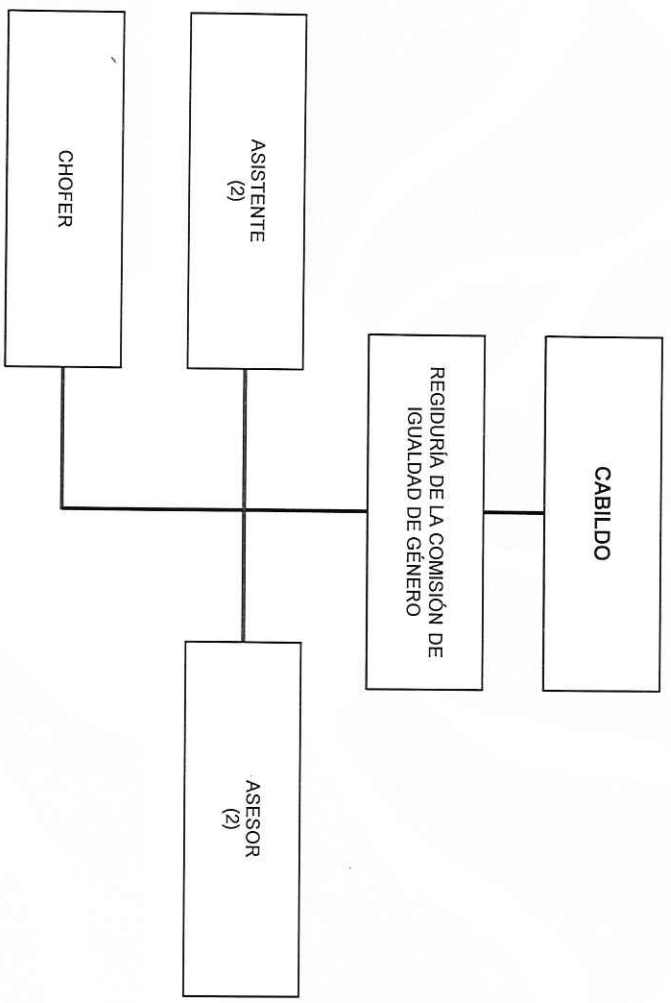 CABILDO
REGIDURÍA DE LA COMISIÓN DE
IGUALDAD DE GÉNERO
ASISTENTE
(2)
ASESOR
(2)
CHOFER